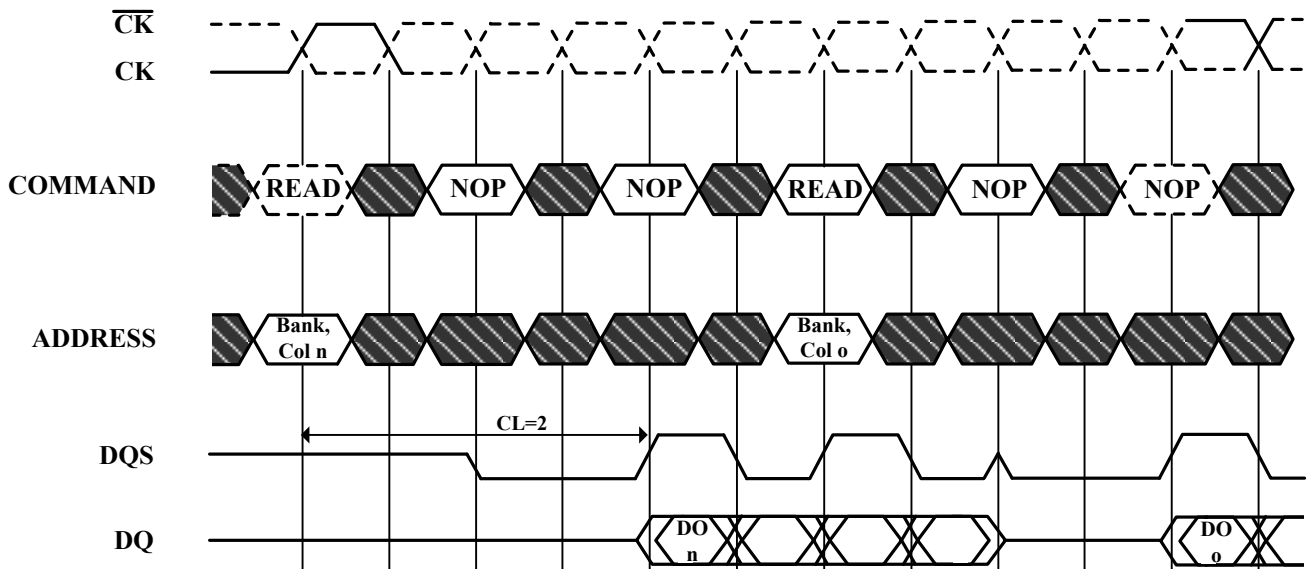 CK
CK
COMMAND READ NOP NOP READ NOP NOP
ADDRESS Bank, Col n Bank, Col o
CL=2
DQS
DQ DO n DO o